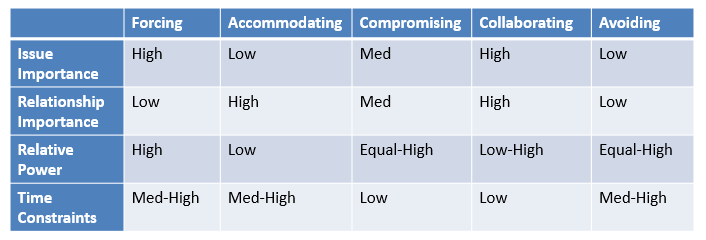 Forcing Accommodating Compromising Collaborating Avoiding
Issue
Importance
High Low Med High Low
Relationship
Importance
Low High Med High Low
Relative
Power
High Low Equal-High Low-High Equal-High
Time
Constraints
Med-High Med-High Low Low Med-High